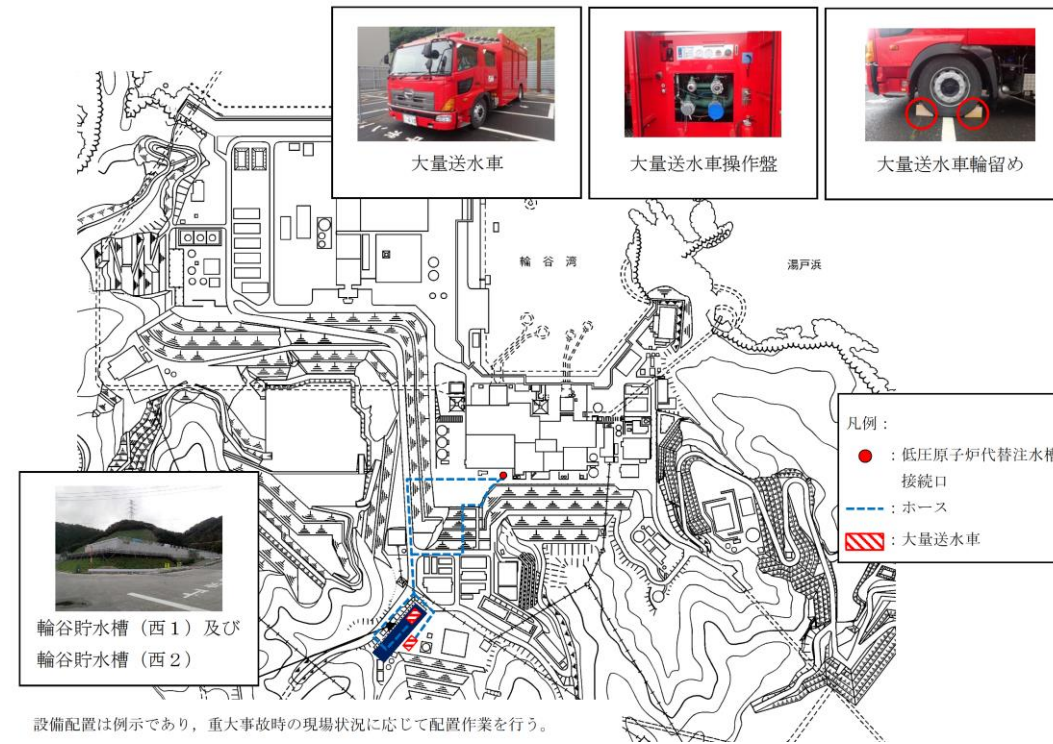 大量送水車
大量送水車操作盤
大量送水車輪留め
輪谷湾
湯戸浜
凡例：
：低圧原子炉代替注水槽
接続口
：ホース
：大量送水車
輪谷貯水槽（西１）及び
輪谷貯水槽（西２）
設備配置は例示であり，重大事故時の現場状況に応じて配置作業を行う。